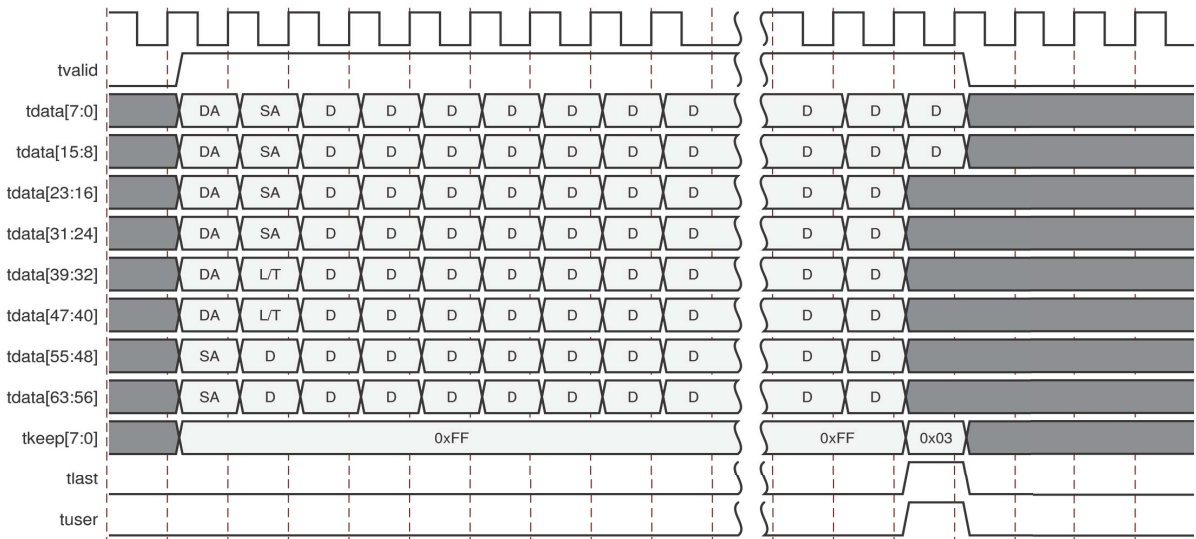 tvalid
tdata[7:0] DA SA D D D D D D D D D D
tdata[15:8] DA SA D D D D D D D D D D
tdata[23:16] DA SA D D D D D D D D D
tdata[31:24] DA SA D D D D D D D D D
tdata[39:32] DA L/T D D D D D D D D D
tdata[47:40] DA L/T D D D D D D D D D
tdata[55:48] SA D D D D D D D D D D
tdata[63:56] SA D D D D D D D D D D
tkeep[7:0] 0xFF 0xFF 0x03
tlast
tuser